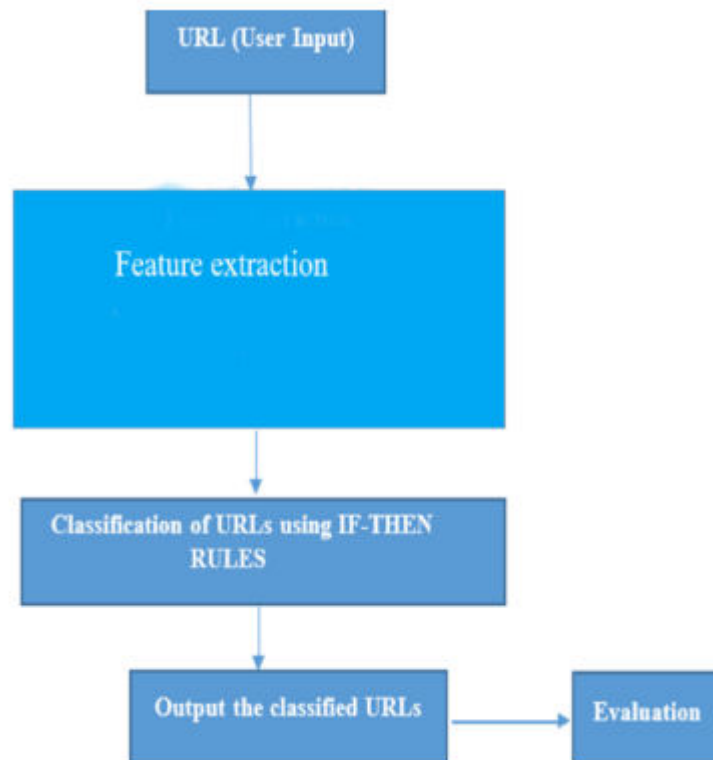 URL (User Input)
Feature extraction
Classification of URLs using IF-THEN
RULES
Output the classified URLs
Evaluation